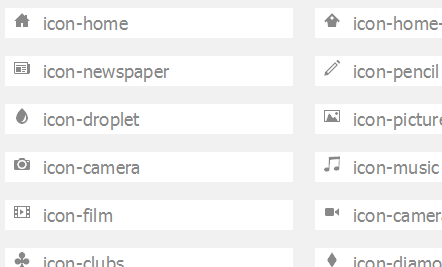 icon-home
icon-home-
icon-newspaper
icon-pencil
icon-droplet
icon-picture
icon-camera
icon-music
icon-film
icon-camera
icon-clubs
icon-diamo